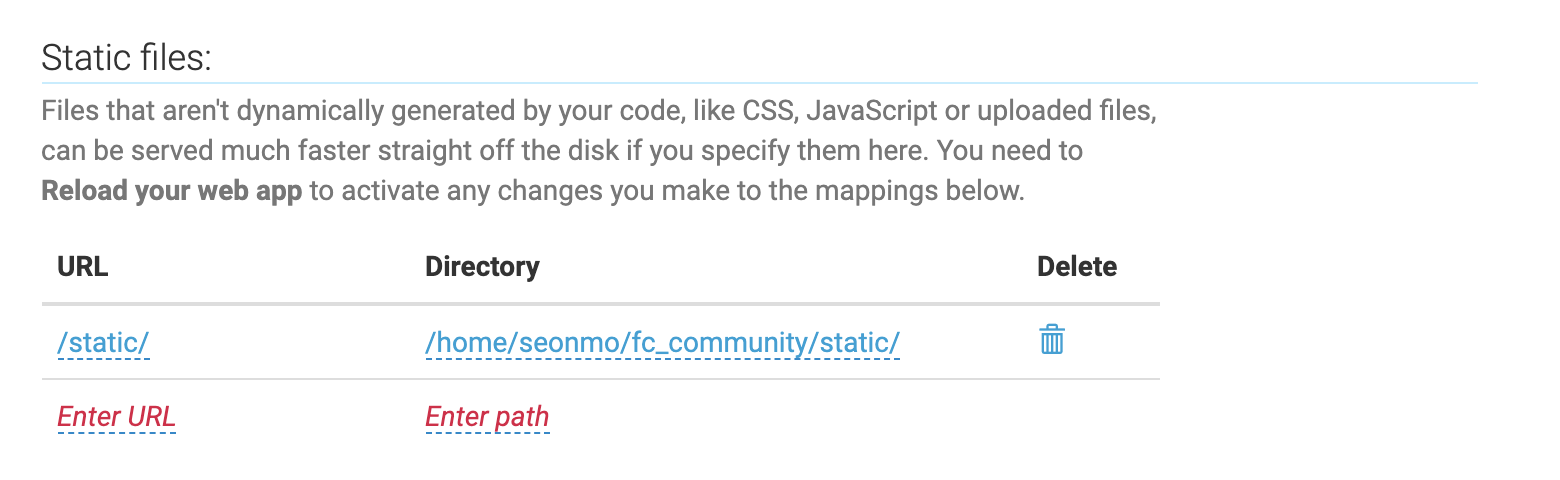 Static files:
Files that aren't dynamically generated by your code, like CSS, JavaScript or uploaded files,
can be served much faster straight off the disk if you specify them here. You need to
Reload your web app to activate any changes you make to the mappings below.
URL Directory Delete
/static/ /home/seonmo/fc_community/static/
Enter URL Enter path